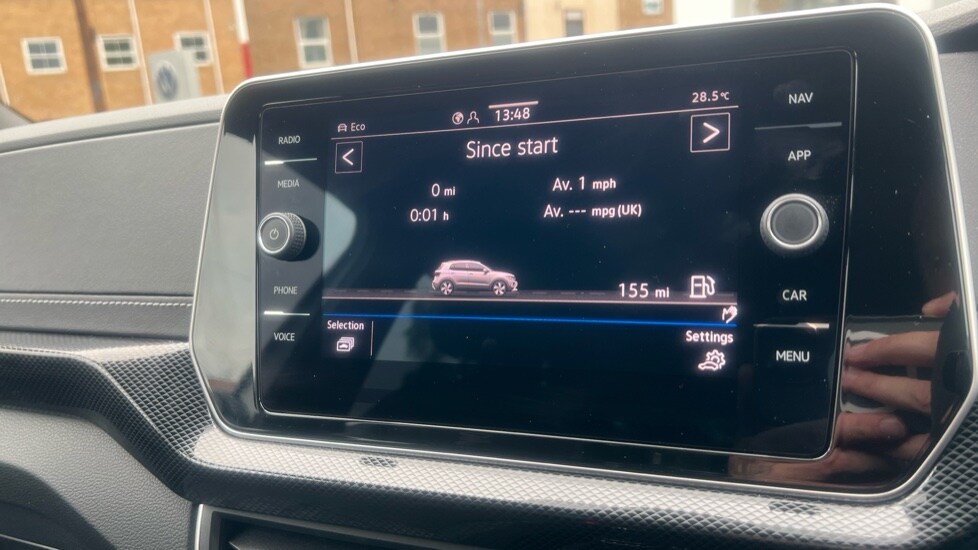 RADIO
MEDIA
PHONE
VOICE
Eco
13:48
28.5°C
<
Since start
>
0 mi
Av. 1 mph
0:01 h
Av. --- mpg (UK)
155 mi
Selection
Settings
NAV
APP
CAR
MENU